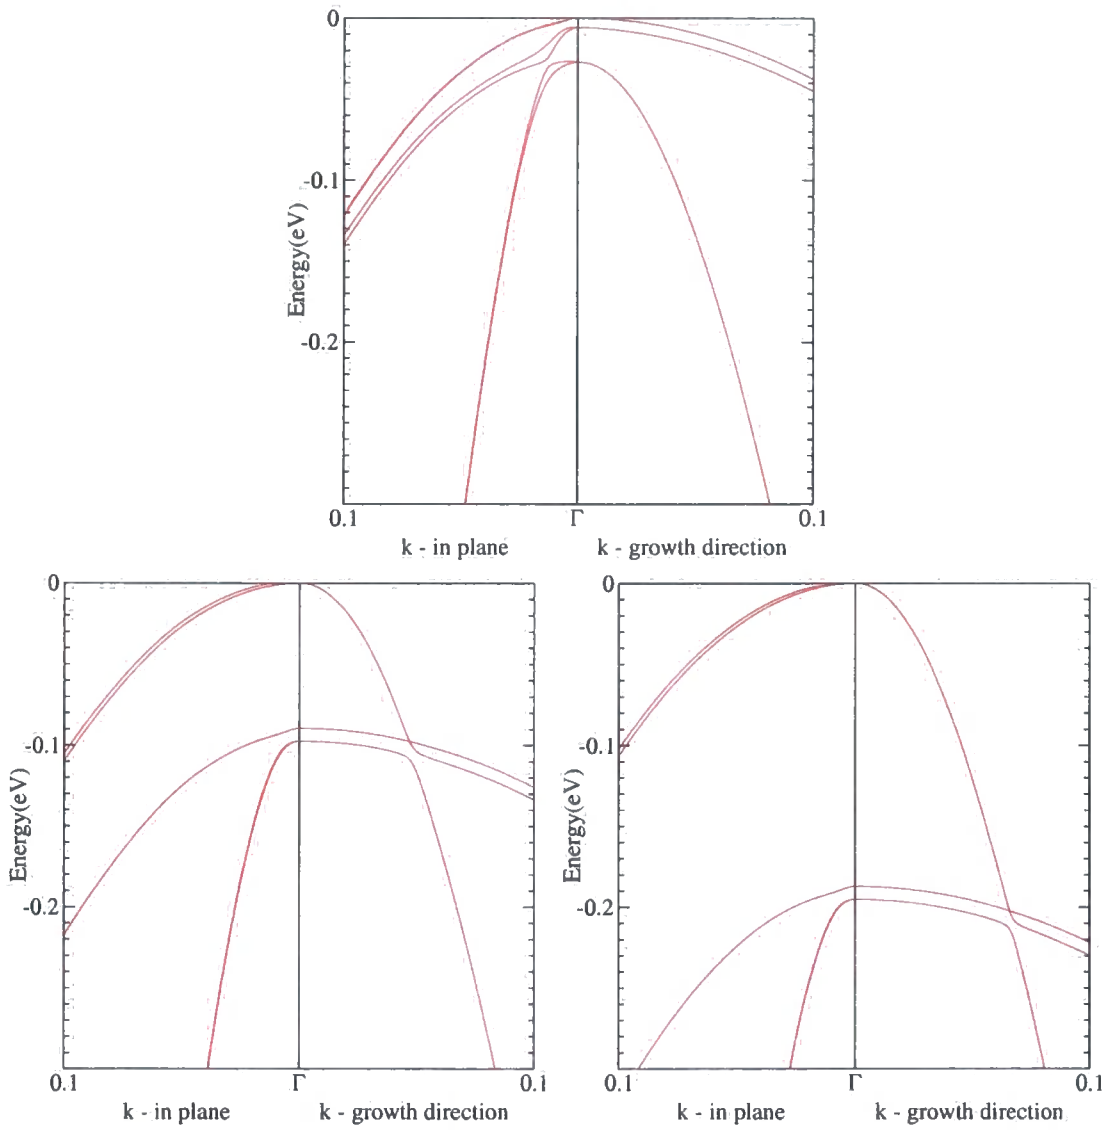 0
-0.1
-0.2
Energy(eV)
0.1 Γ 0.1
k - in plane k - growth direction
0 0
-0.1 -0.1
-0.2 -0.2
Energy(eV) Energy(eV)
0.1 Γ 0.1 0.1 Γ 0.1
k - in plane k - growth direction k - in plane k - growth direction